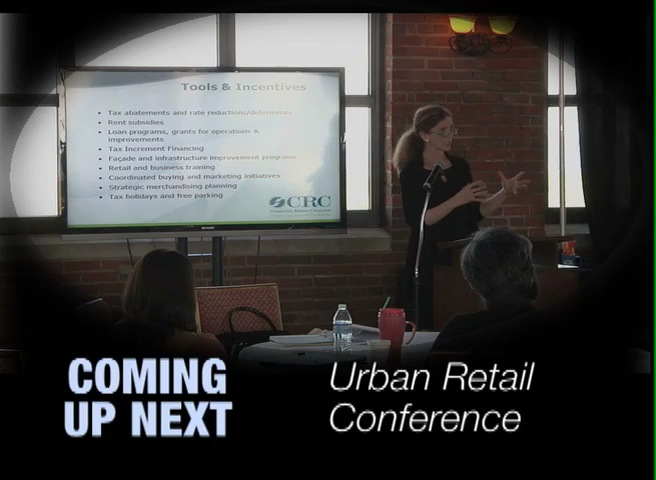 Tools & Incentives
• Tax abatements and rate reductions/deferments
• Rent subsidies
• Loan programs, grants for operations &
improvements
• Tax Increment Financing
• Façade and infrastructure improvement programs
• Retail and business training
• Coordinated buying and marketing initiatives
• Strategic merchandising planning
• Tax holidays and free parking
CRC
COMING
UP NEXT
Urban Retail
Conference